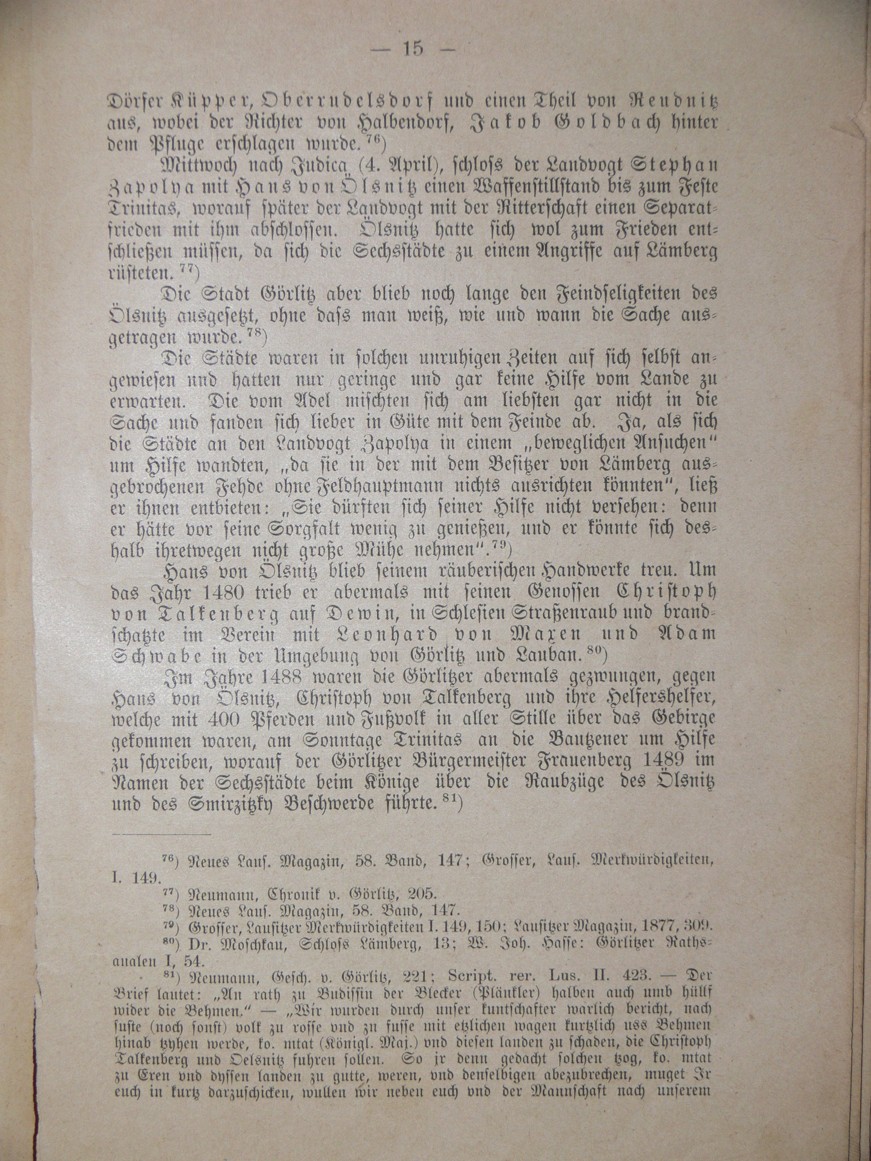 — 15 —
Dörfer Küpper, Oberrudelsdorf und einen Theil von Reudnitz
aus, wobei der Richter von Halbendorf, Jakob Goldbach hinter
dem Pfluge erschlagen wurde.⁷⁶)
Mittwoch nach Judica (4. April), schloss der Landvogt Stephan
Zapolya mit Hans von Ölsnitz einen Waffenstillstand bis zum Feste
Trinitas, worauf später der Landvogt mit der Ritterschaft einen Separat-
frieden mit ihm abschlossen. Ölsnitz hatte sich wol zum Frieden ent-
schließen müssen, da sich die Sechsstädte zu einem Angriffe auf Lämberg
rüsteten.⁷⁷)
Die Stadt Görlitz aber blieb noch lange den Feindseligkeiten des
Ölsnitz ausgesetzt, ohne dass man weiß, wie und wann die Sache aus-
getragen wurde.⁷⁸)
Die Städte waren in solchen unruhigen Zeiten auf sich selbst an-
gewiesen und hatten nur geringe und gar keine Hilfe vom Lande zu
erwarten. Die vom Adel mischten sich am liebsten gar nicht in die
Sache und fanden sich lieber in Güte mit dem Feinde ab. Ja, als sich
die Städte an den Landvogt Zapolya in einem „beweglichen Ansuchen"
um Hilfe wandten, „da sie in der mit dem Besitzer von Lämberg aus-
gebrochenen Fehde ohne Feldhauptmann nichts ausrichten könnten", ließ
er ihnen entbieten: „Sie dürften sich seiner Hilfe nicht versehen: denn
er hätte vor seine Sorgfalt wenig zu genießen, und er könnte sich des-
halb ihretwegen nicht große Mühe nehmen".⁷⁹)
Hans von Ölsnitz blieb seinem räuberischen Handwerke treu. Um
das Jahr 1480 trieb er abermals mit seinen Genossen Christoph
von Talkenberg auf Dewin, in Schlesien Straßenraub und brand-
schatzte im Verein mit Leonhard von Maxen und Adam
Schwabe in der Umgebung von Görlitz und Lauban.⁸⁰)
Im Jahre 1488 waren die Görlitzer abermals gezwungen, gegen
Hans von Ölsnitz, Christoph von Talkenberg und ihre Helfershelfer,
welche mit 400 Pferden und Fußvolk in aller Stille über das Gebirge
gekommen waren, am Sonntage Trinitas an die Bautzener um Hilfe
zu schreiben, worauf der Görlitzer Bürgermeister Frauenberg 1489 im
Namen der Sechsstädte beim Könige über die Raubzüge des Ölsnitz
und des Smirzitzky Beschwerde führte.⁸¹)
⁷⁶) Neues Laus. Magazin, 58. Band, 147; Grosser, Laus. Merkwürdigkeiten,
I. 149.
⁷⁷) Neumann, Chronik v. Görlitz, 205.
⁷⁸) Neues Laus. Magazin, 58. Band, 147.
⁷⁹) Grosser, Lausitzer Merkwürdigkeiten I. 149, 150; Lausitzer Magazin, 1877, 309.
⁸⁰) Dr. Moschkau, Schloss Lämberg, 13; W. Joh. Hasse: Görlitzer Raths-
analen I, 54.
⁸¹) Neumann, Gesch. v. Görlitz, 221; Script. rer. Lus. II. 423. — Der
Brief lautet: „An rath zu Budissin der Blecker (Plänkler) halben auch umb hüllf
wider die Behmen." — „Wir wurden durch unser kuntschafter warlich bericht, nach
suste (noch sonst) volk zu rosse vnd zu fusse mit etzlichen wagen kurtzlich uss Behmen
hinab tzyhen werde, ko. mtat (Königl. Maj.) vnd diesen landen zu schaden, die Christoph
Talkenberg und Oelsnitz fuhren sollen. So jr denn gedacht solchen tzog, ko. mtat
zu Eren vnd dyssen landen zu gutte, weren, vnd denselbigen abezubrechen, muget Jr
euch in kurtz darzuschicken, wullen wir neben euch vnd der Mannschaft nach unserem